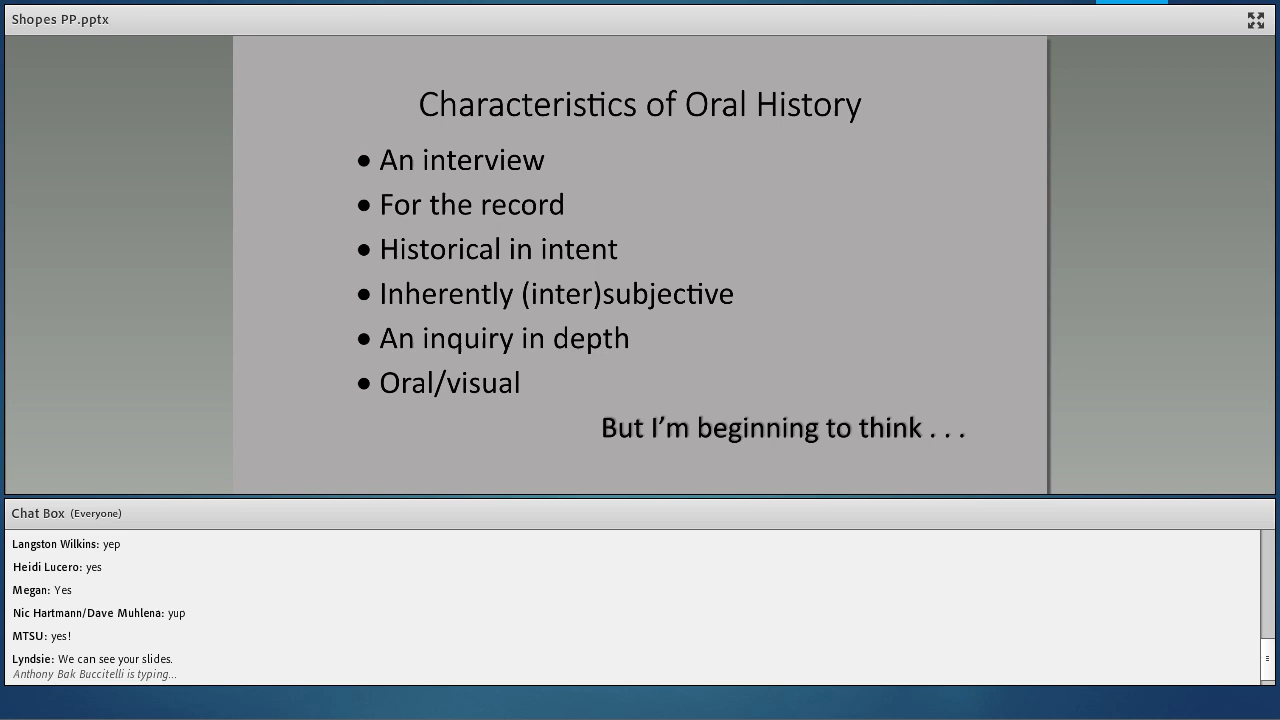 Shopes PP.pptx
Characteristics of Oral History
• An interview
• For the record
• Historical in intent
• Inherently (inter)subjective
• An inquiry in depth
• Oral/visual
But I’m beginning to think . . .
Chat Box (Everyone)
Langston Wilkins: yep
Heidi Lucero: yes
Megan: Yes
Nic Hartmann/Dave Muhlena: yup
MTSU: yes!
Lyndsie: We can see your slides.
Anthony Bak Buccitelli is typing...